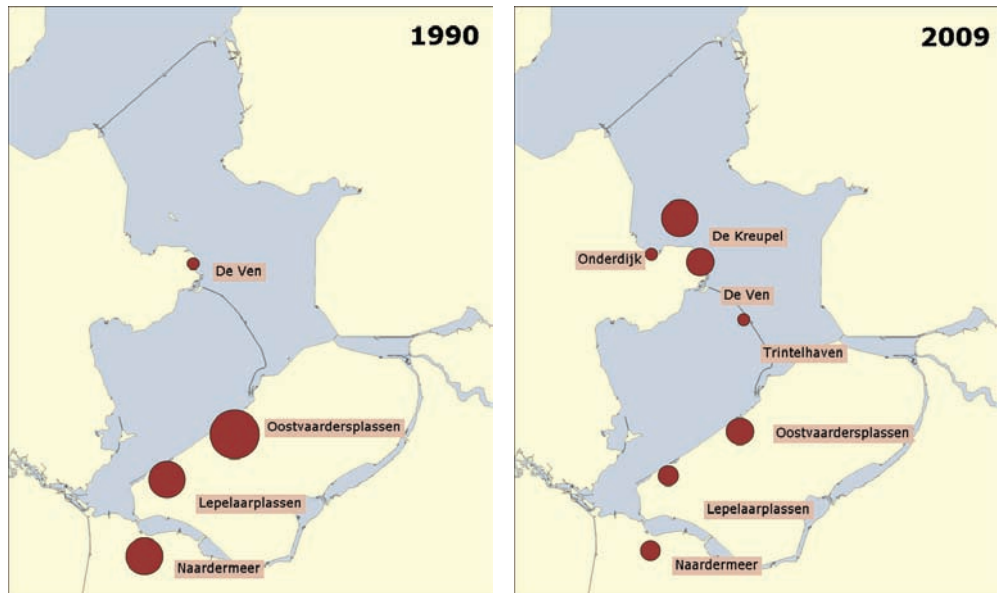 1990
De Ven
Oostvaardersplassen
Lepelaarplassen
Naardermeer
2009
De Kreupel
Onderdijk
De Ven
Trintelhaven
Oostvaardersplassen
Lepelaarplassen
Naardermeer